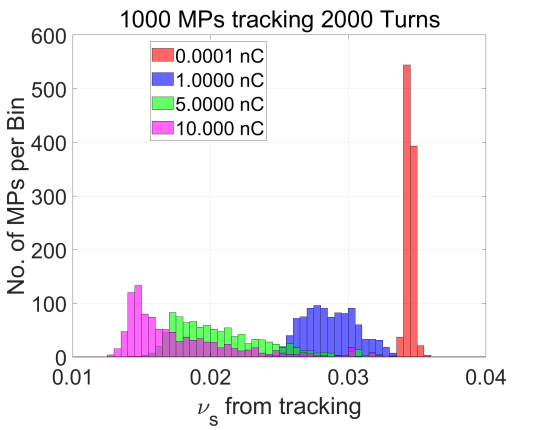 1000 MPs tracking 2000 Turns
600
500
400
300
200
100
0
No. of MPs per Bin
0.0001 nC
1.0000 nC
5.0000 nC
10.000 nC
0.01
0.02
0.03
0.04
νs from tracking